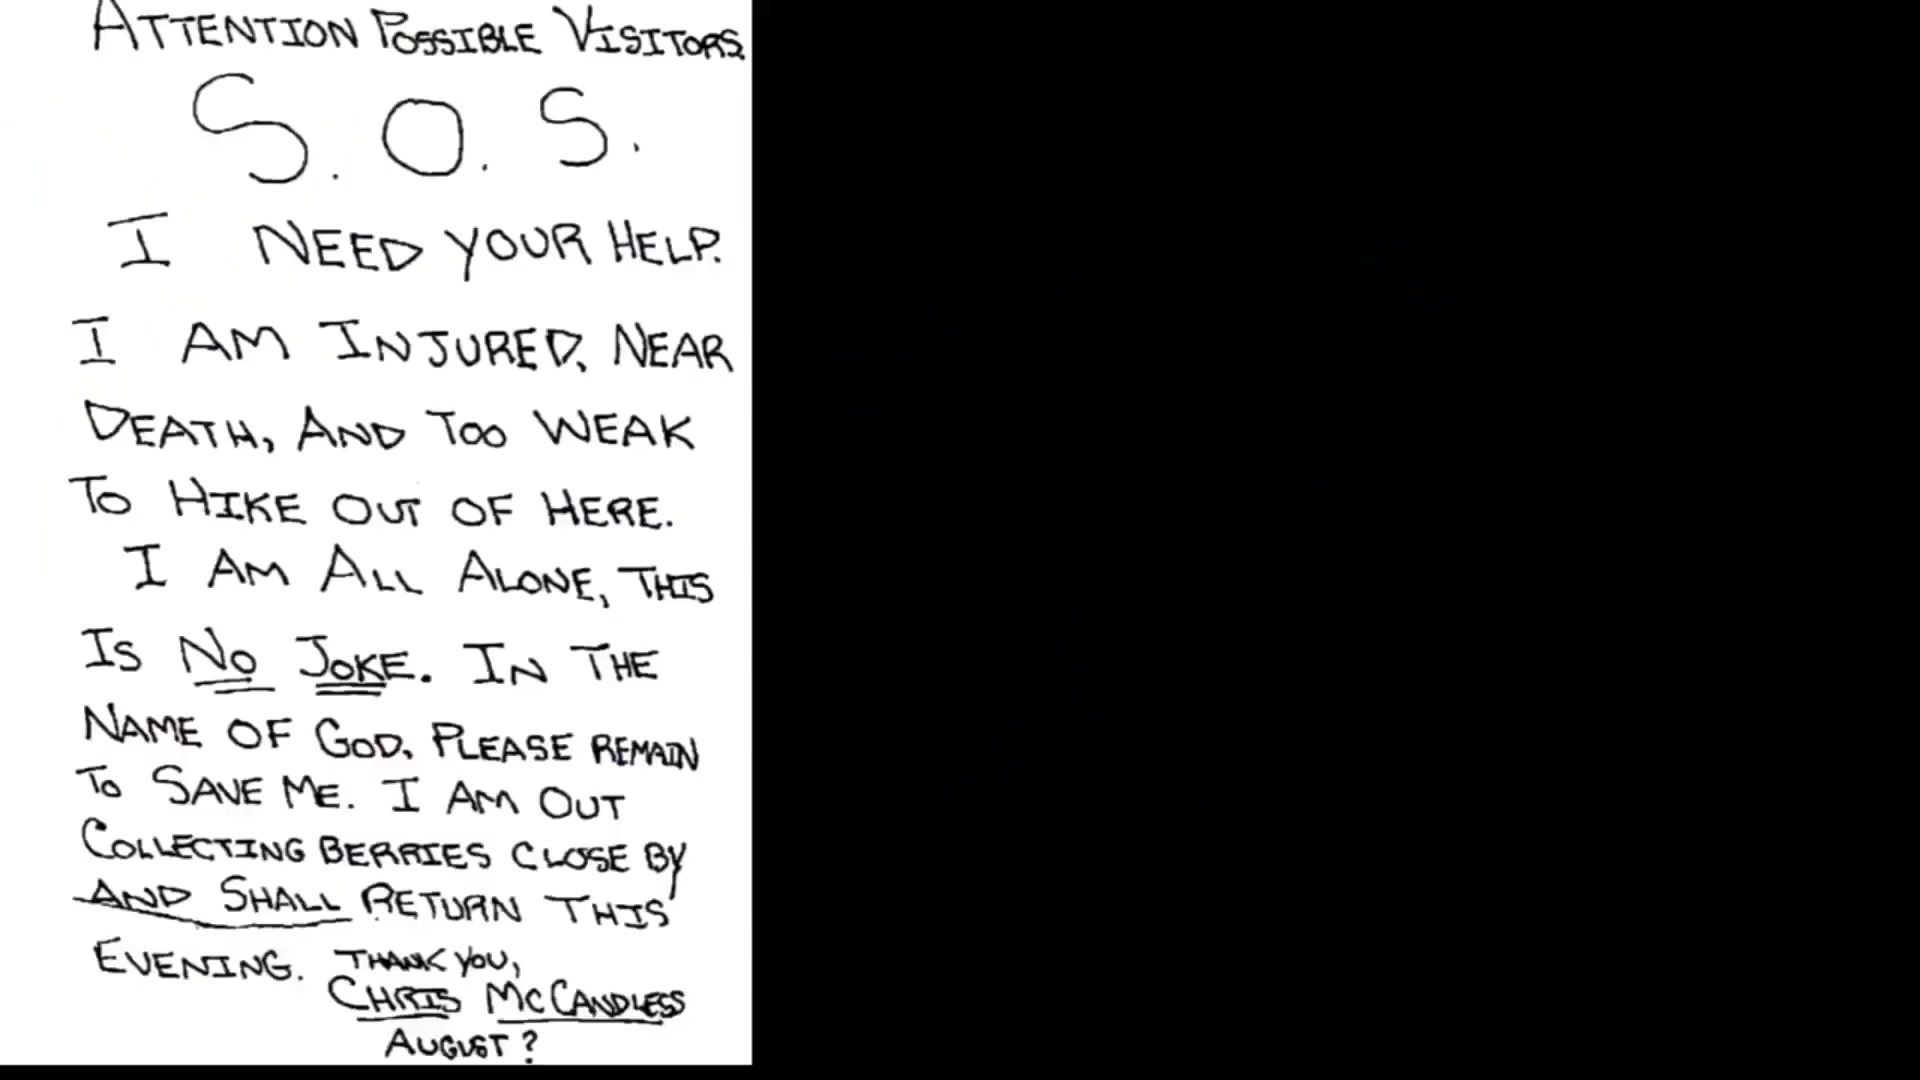 ATTENTION POSSIBLE VISITORS.
S.O.S.
I NEED YOUR HELP.
I AM INJURED, NEAR
DEATH, AND TOO WEAK
TO HIKE OUT OF HERE.
I AM ALL ALONE, THIS
IS NO JOKE. IN THE
NAME OF GOD, PLEASE REMAIN
TO SAVE ME. I AM OUT
COLLECTING BERRIES CLOSE BY
AND SHALL RETURN THIS
EVENING. THANK YOU,
CHRIS MCCANDLESS
AUGUST ?